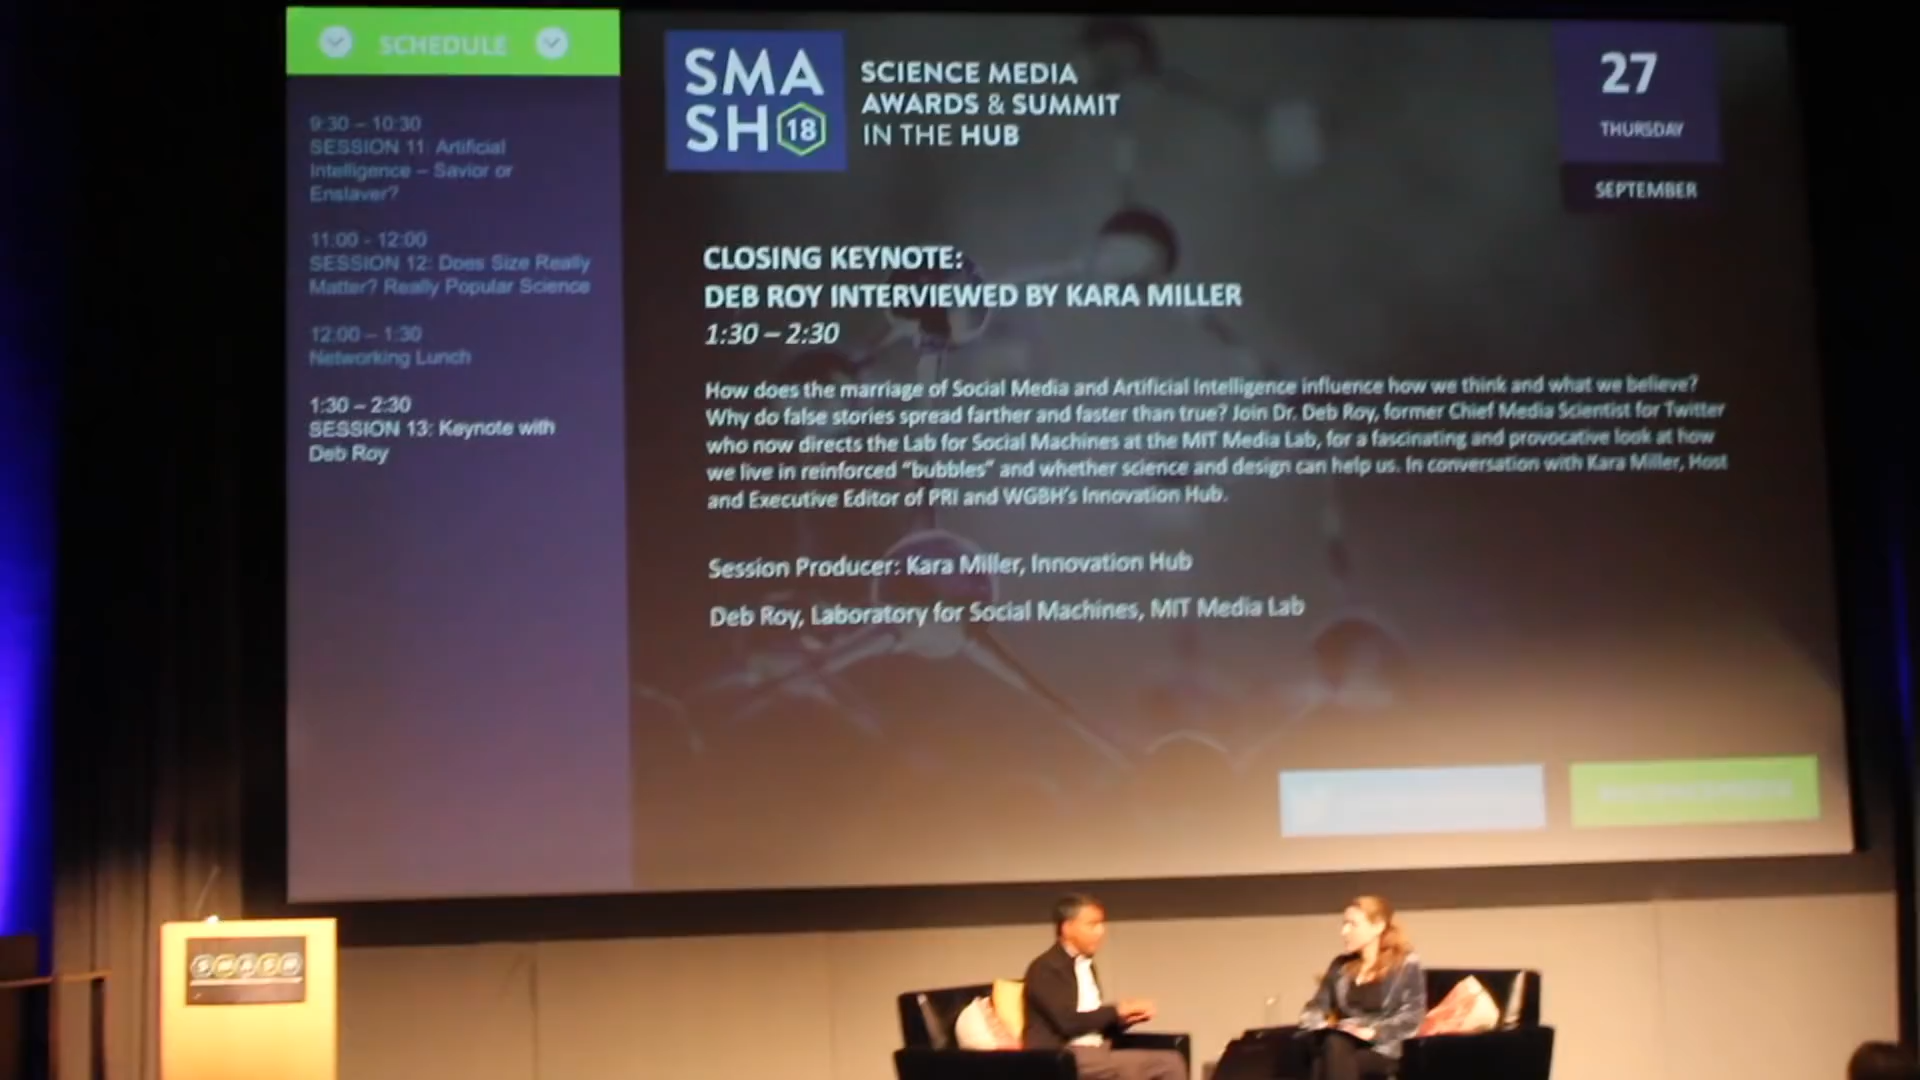 SCHEDULE
9:30 – 10:30
SESSION 11: Artificial
Intelligence – Savior or
Enslaver?
11:00 - 12:00
SESSION 12: Does Size Really
Matter? Really Popular Science
12:00 – 1:30
Networking Lunch
1:30 – 2:30
SESSION 13: Keynote with
Deb Roy
SMA
SH 18
SCIENCE MEDIA
AWARDS & SUMMIT
IN THE HUB
27
THURSDAY
SEPTEMBER
CLOSING KEYNOTE:
DEB ROY INTERVIEWED BY KARA MILLER
1:30 – 2:30
How does the marriage of Social Media and Artificial Intelligence influence how we think and what we believe?
Why do false stories spread farther and faster than true? Join Dr. Deb Roy, former Chief Media Scientist for Twitter
who now directs the Lab for Social Machines at the MIT Media Lab, for a fascinating and provocative look at how
we live in reinforced “bubbles” and whether science and design can help us. In conversation with Kara Miller, Host
and Executive Editor of PRI and WGBH’s Innovation Hub.
Session Producer: Kara Miller, Innovation Hub
Deb Roy, Laboratory for Social Machines, MIT Media Lab
SMASH